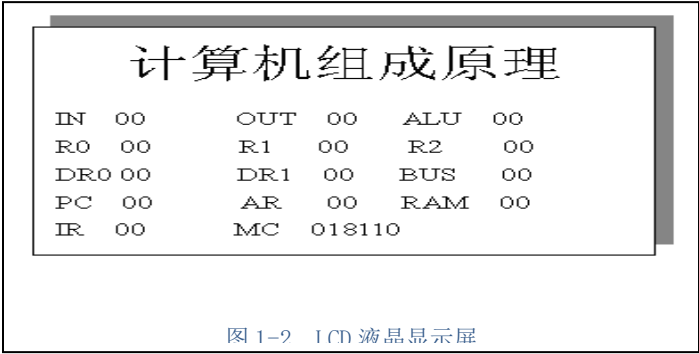 计算机组成原理
IN 00 OUT 00 ALU 00
R0 00 R1 00 R2 00
DR0 00 DR1 00 BUS 00
PC 00 AR 00 RAM 00
IR 00 MC 018110
图 1-2 LCD 液晶显示屏